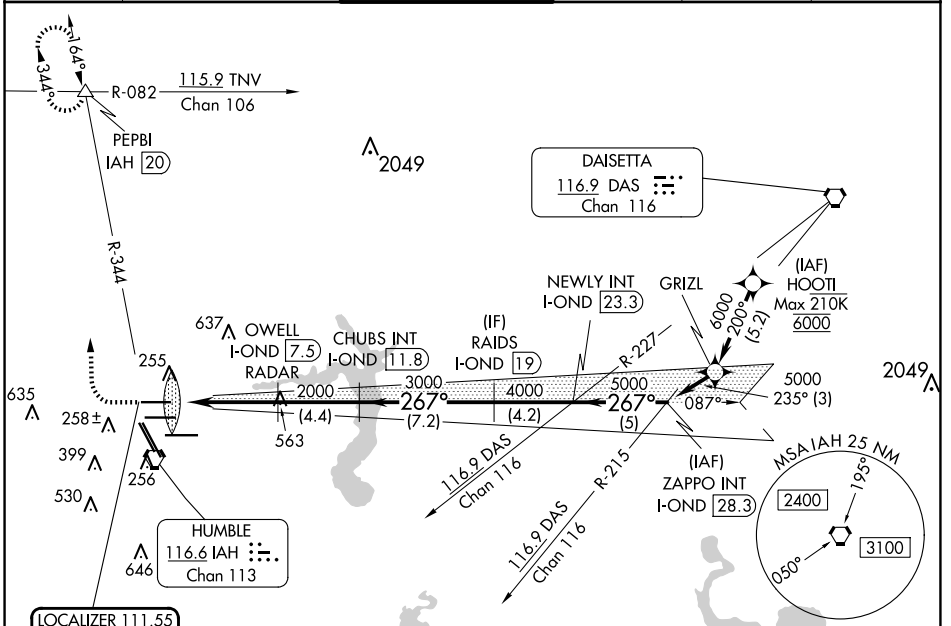 164°
344°
R-082
115.9 TNV
Chan 106
PEPBI
IAH 20
2049
DAISETTA
116.9 DAS
Chan 116
R-344
(IAF)
HOOTI
Max 210K
6000
6000
200°
(5.2)
GRIZL
NEWLY INT
I-OND 23.3
(IF)
RAIDS
I-OND 19
CHUBS INT
I-OND 11.8
637
OWELL
I-OND 7.5
RADAR
R-227
255
2000
3000
4000
5000
5000
235° (3)
2049
635
258±
267°
267°
087°
(4.4)
(7.2)
(4.2)
(5)
563
399
256
530
116.9 DAS
Chan 116
R-215
116.9 DAS
Chan 116
(IAF)
ZAPPO INT
I-OND 28.3
MSA IAH 25 NM
195°
2400
3100
050°
HUMBLE
116.6 IAH
Chan 113
646
LOCALIZER 111.55